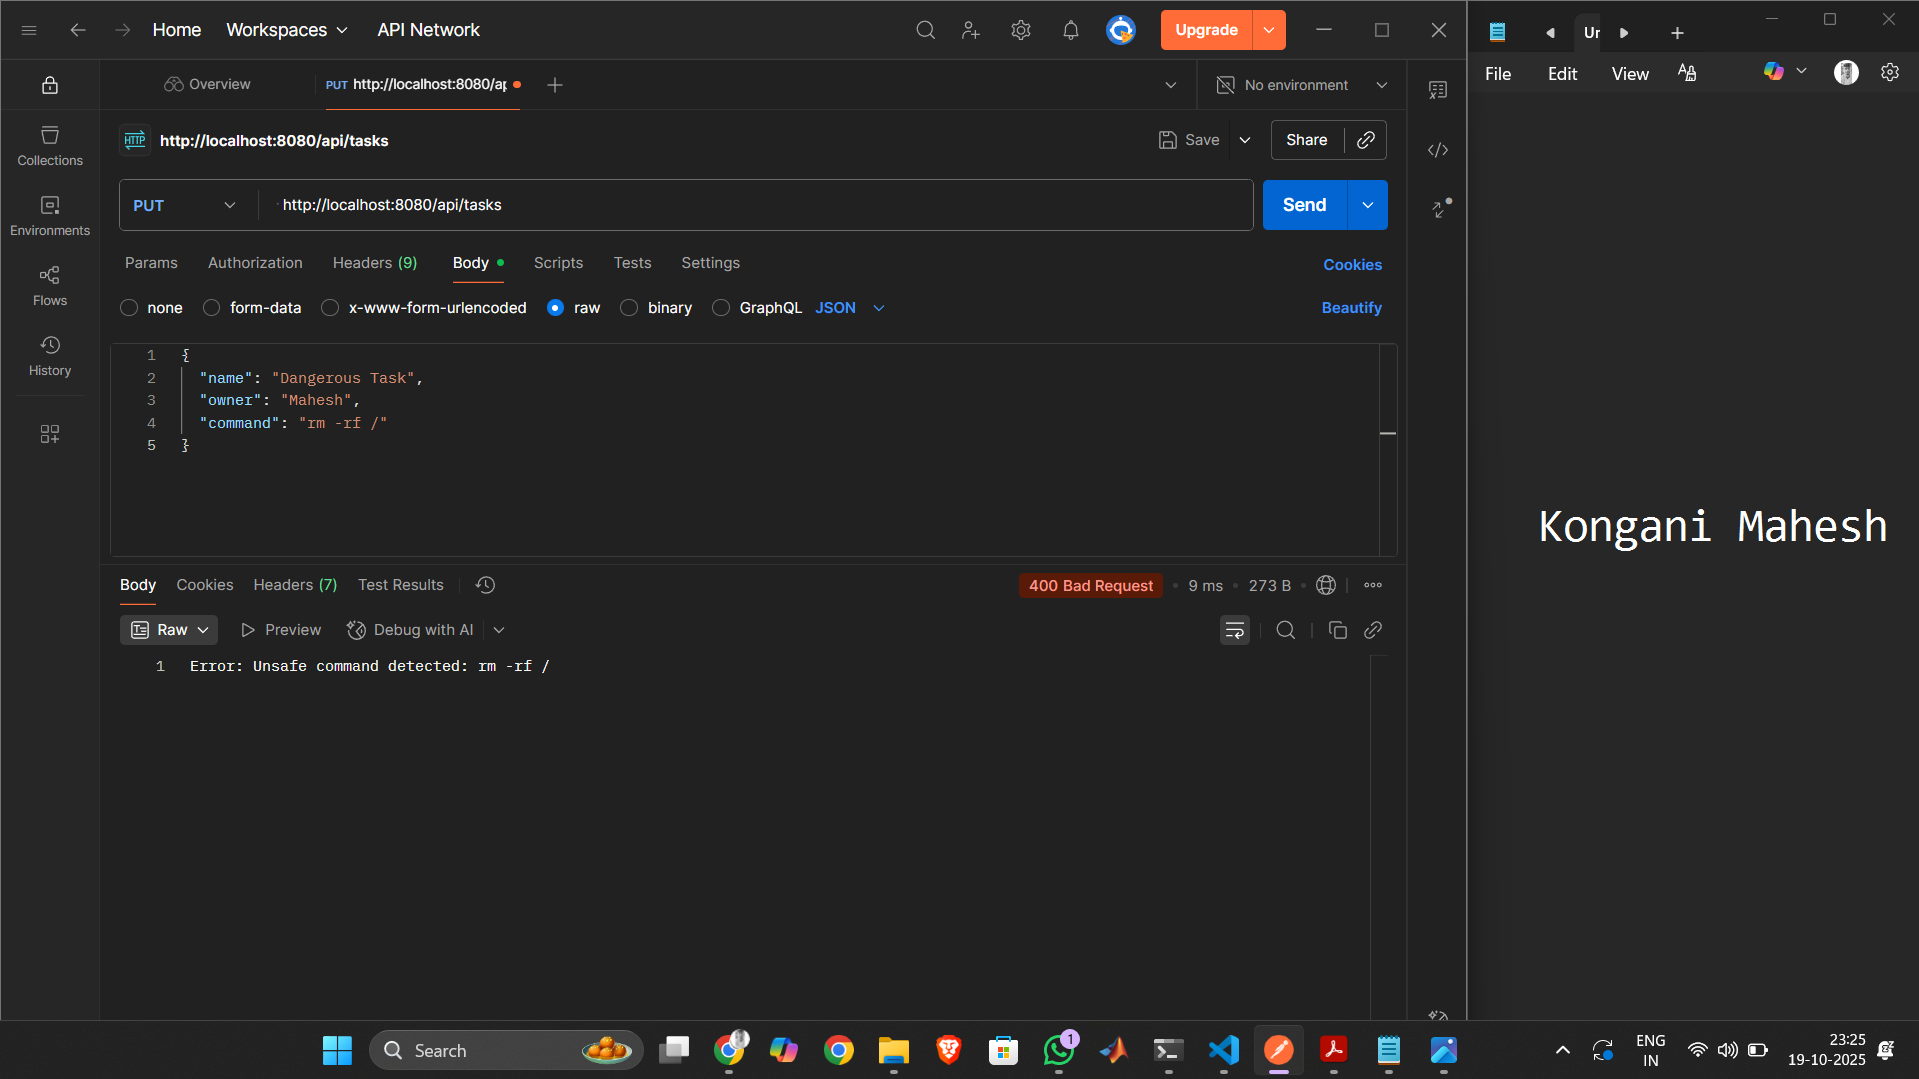 Home Workspaces API Network Upgrade
Overview PUT http://localhost:8080/ap No environment
HTTP http://localhost:8080/api/tasks Save Share
PUT http://localhost:8080/api/tasks Send
Params Authorization Headers (9) Body Scripts Tests Settings Cookies
none form-data x-www-form-urlencoded raw binary GraphQL JSON Beautify
1 {
2 "name": "Dangerous Task",
3 "owner": "Mahesh",
4 "command": "rm -rf /"
5 }
Collections
Environments
Flows
History
Body Cookies Headers (7) Test Results 400 Bad Request 9 ms 273 B
Raw Preview Debug with AI
1 Error: Unsafe command detected: rm -rf /
Ur
File Edit View
Kongani Mahesh
Search 1 ENG IN 23:25 19-10-2025